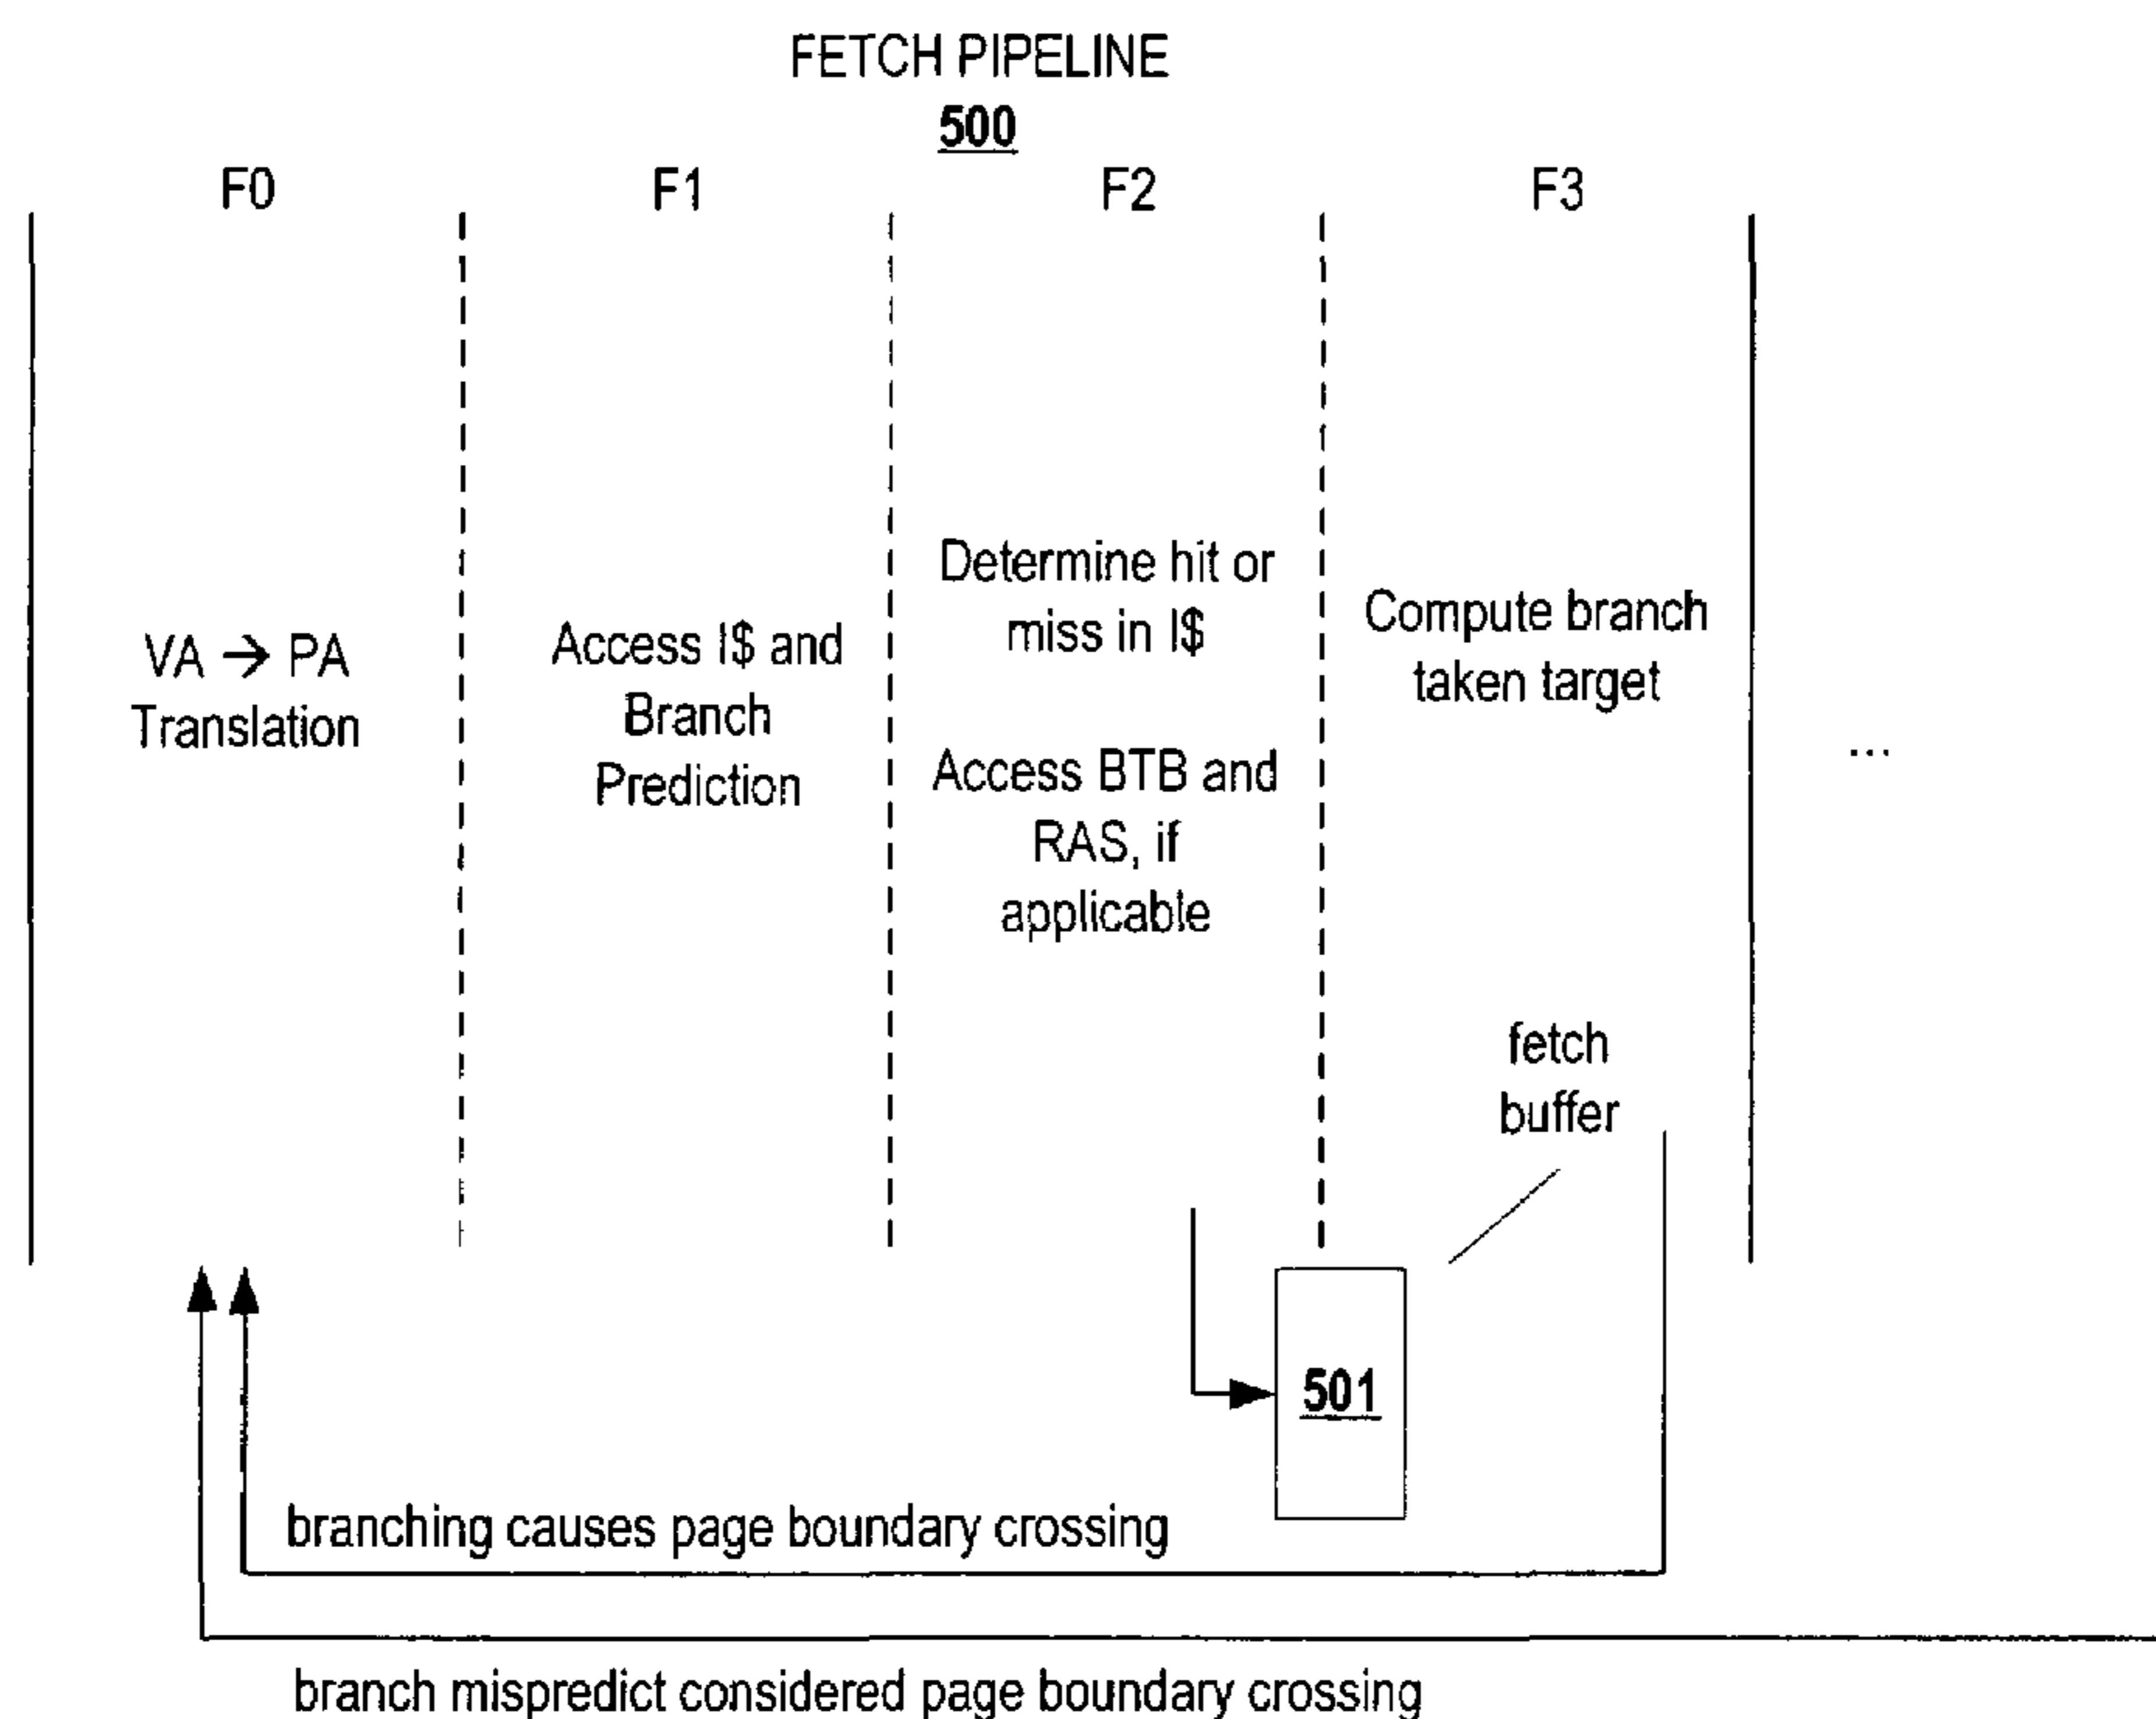 FETCH PIPELINE
500
F0
F1
F2
F3
VA → PA
Translation
Access I$ and
Branch
Prediction
Determine hit or
miss in I$
Access BTB and
RAS, if
applicable
Compute branch
taken target
...
fetch
buffer
501
branching causes page boundary crossing
branch mispredict considered page boundary crossing